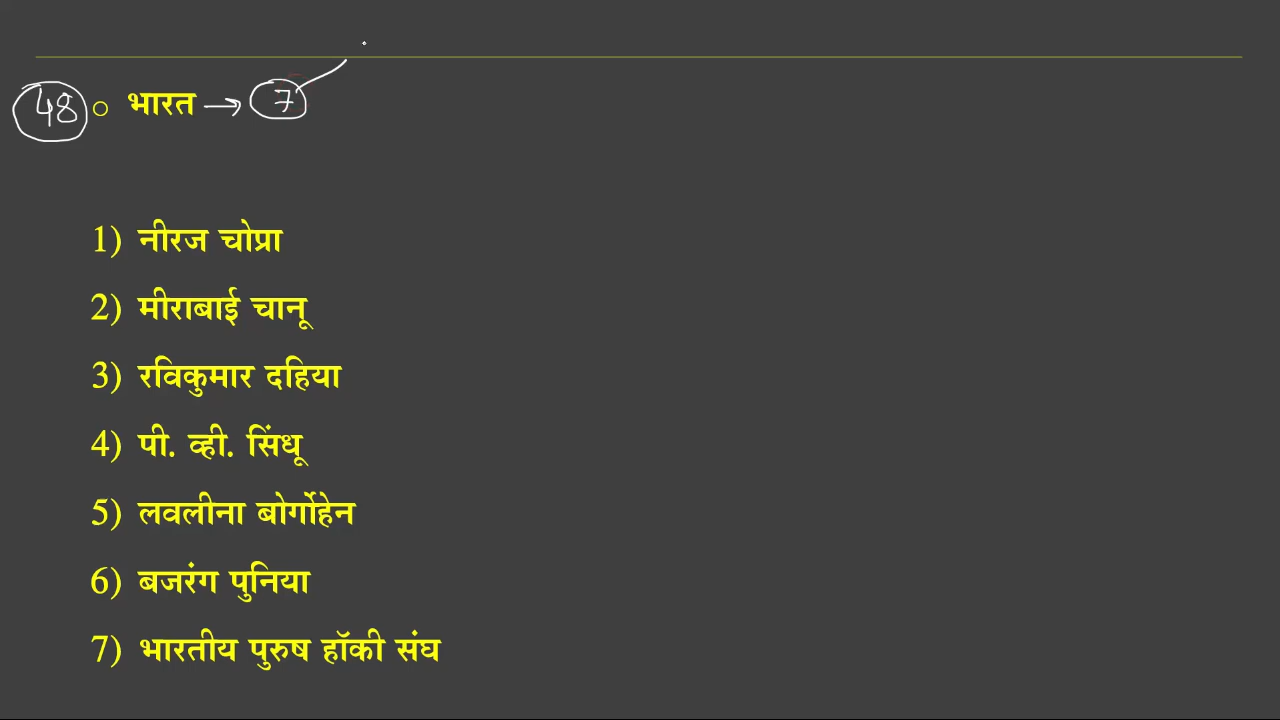 48 ○ भारत → 7
1) नीरज चोप्रा
2) मीराबाई चानू
3) रविकुमार दहिया
4) पी. व्ही. सिंधू
5) लवलीना बोर्गोहेन
6) बजरंग पुनिया
7) भारतीय पुरुष हॉकी संघ